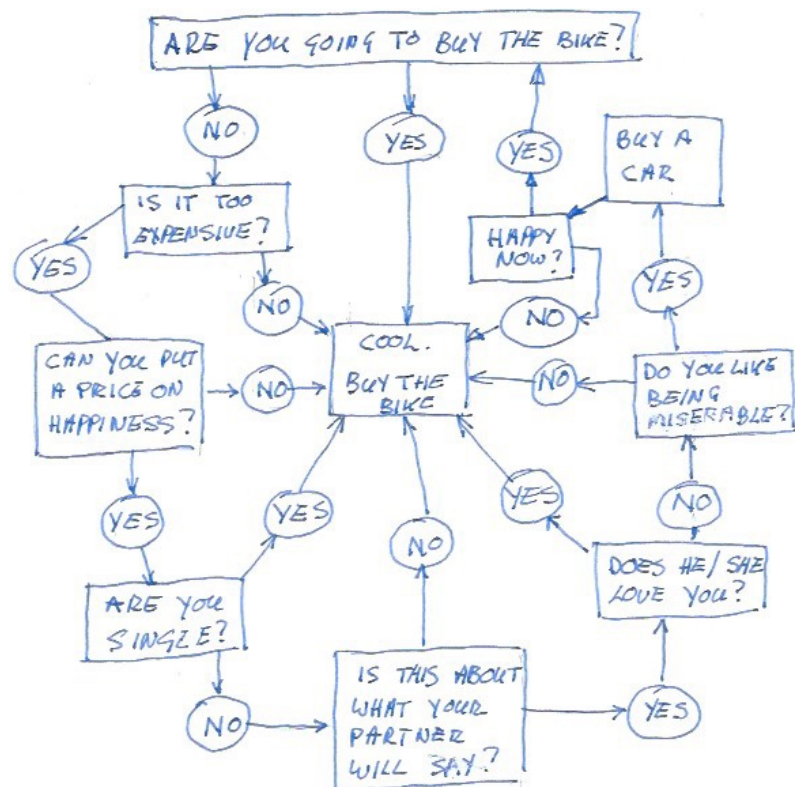 ARE YOU GOING TO BUY THE BIKE?
NO
YES
YES
BUY A
CAR
IS IT TOO
EXPENSIVE?
HAPPY
NOW?
YES
YES
NO
NO
COOL.
BUY THE
BIKE
CAN YOU PUT
A PRICE ON
HAPPINESS?
NO
NO
DO YOU LIKE
BEING
MISERABLE?
YES
YES
YES
NO
NO
ARE YOU
SINGLE?
DOES HE/SHE
LOVE YOU?
IS THIS ABOUT
WHAT YOUR
PARTNER
WILL SAY?
NO
YES